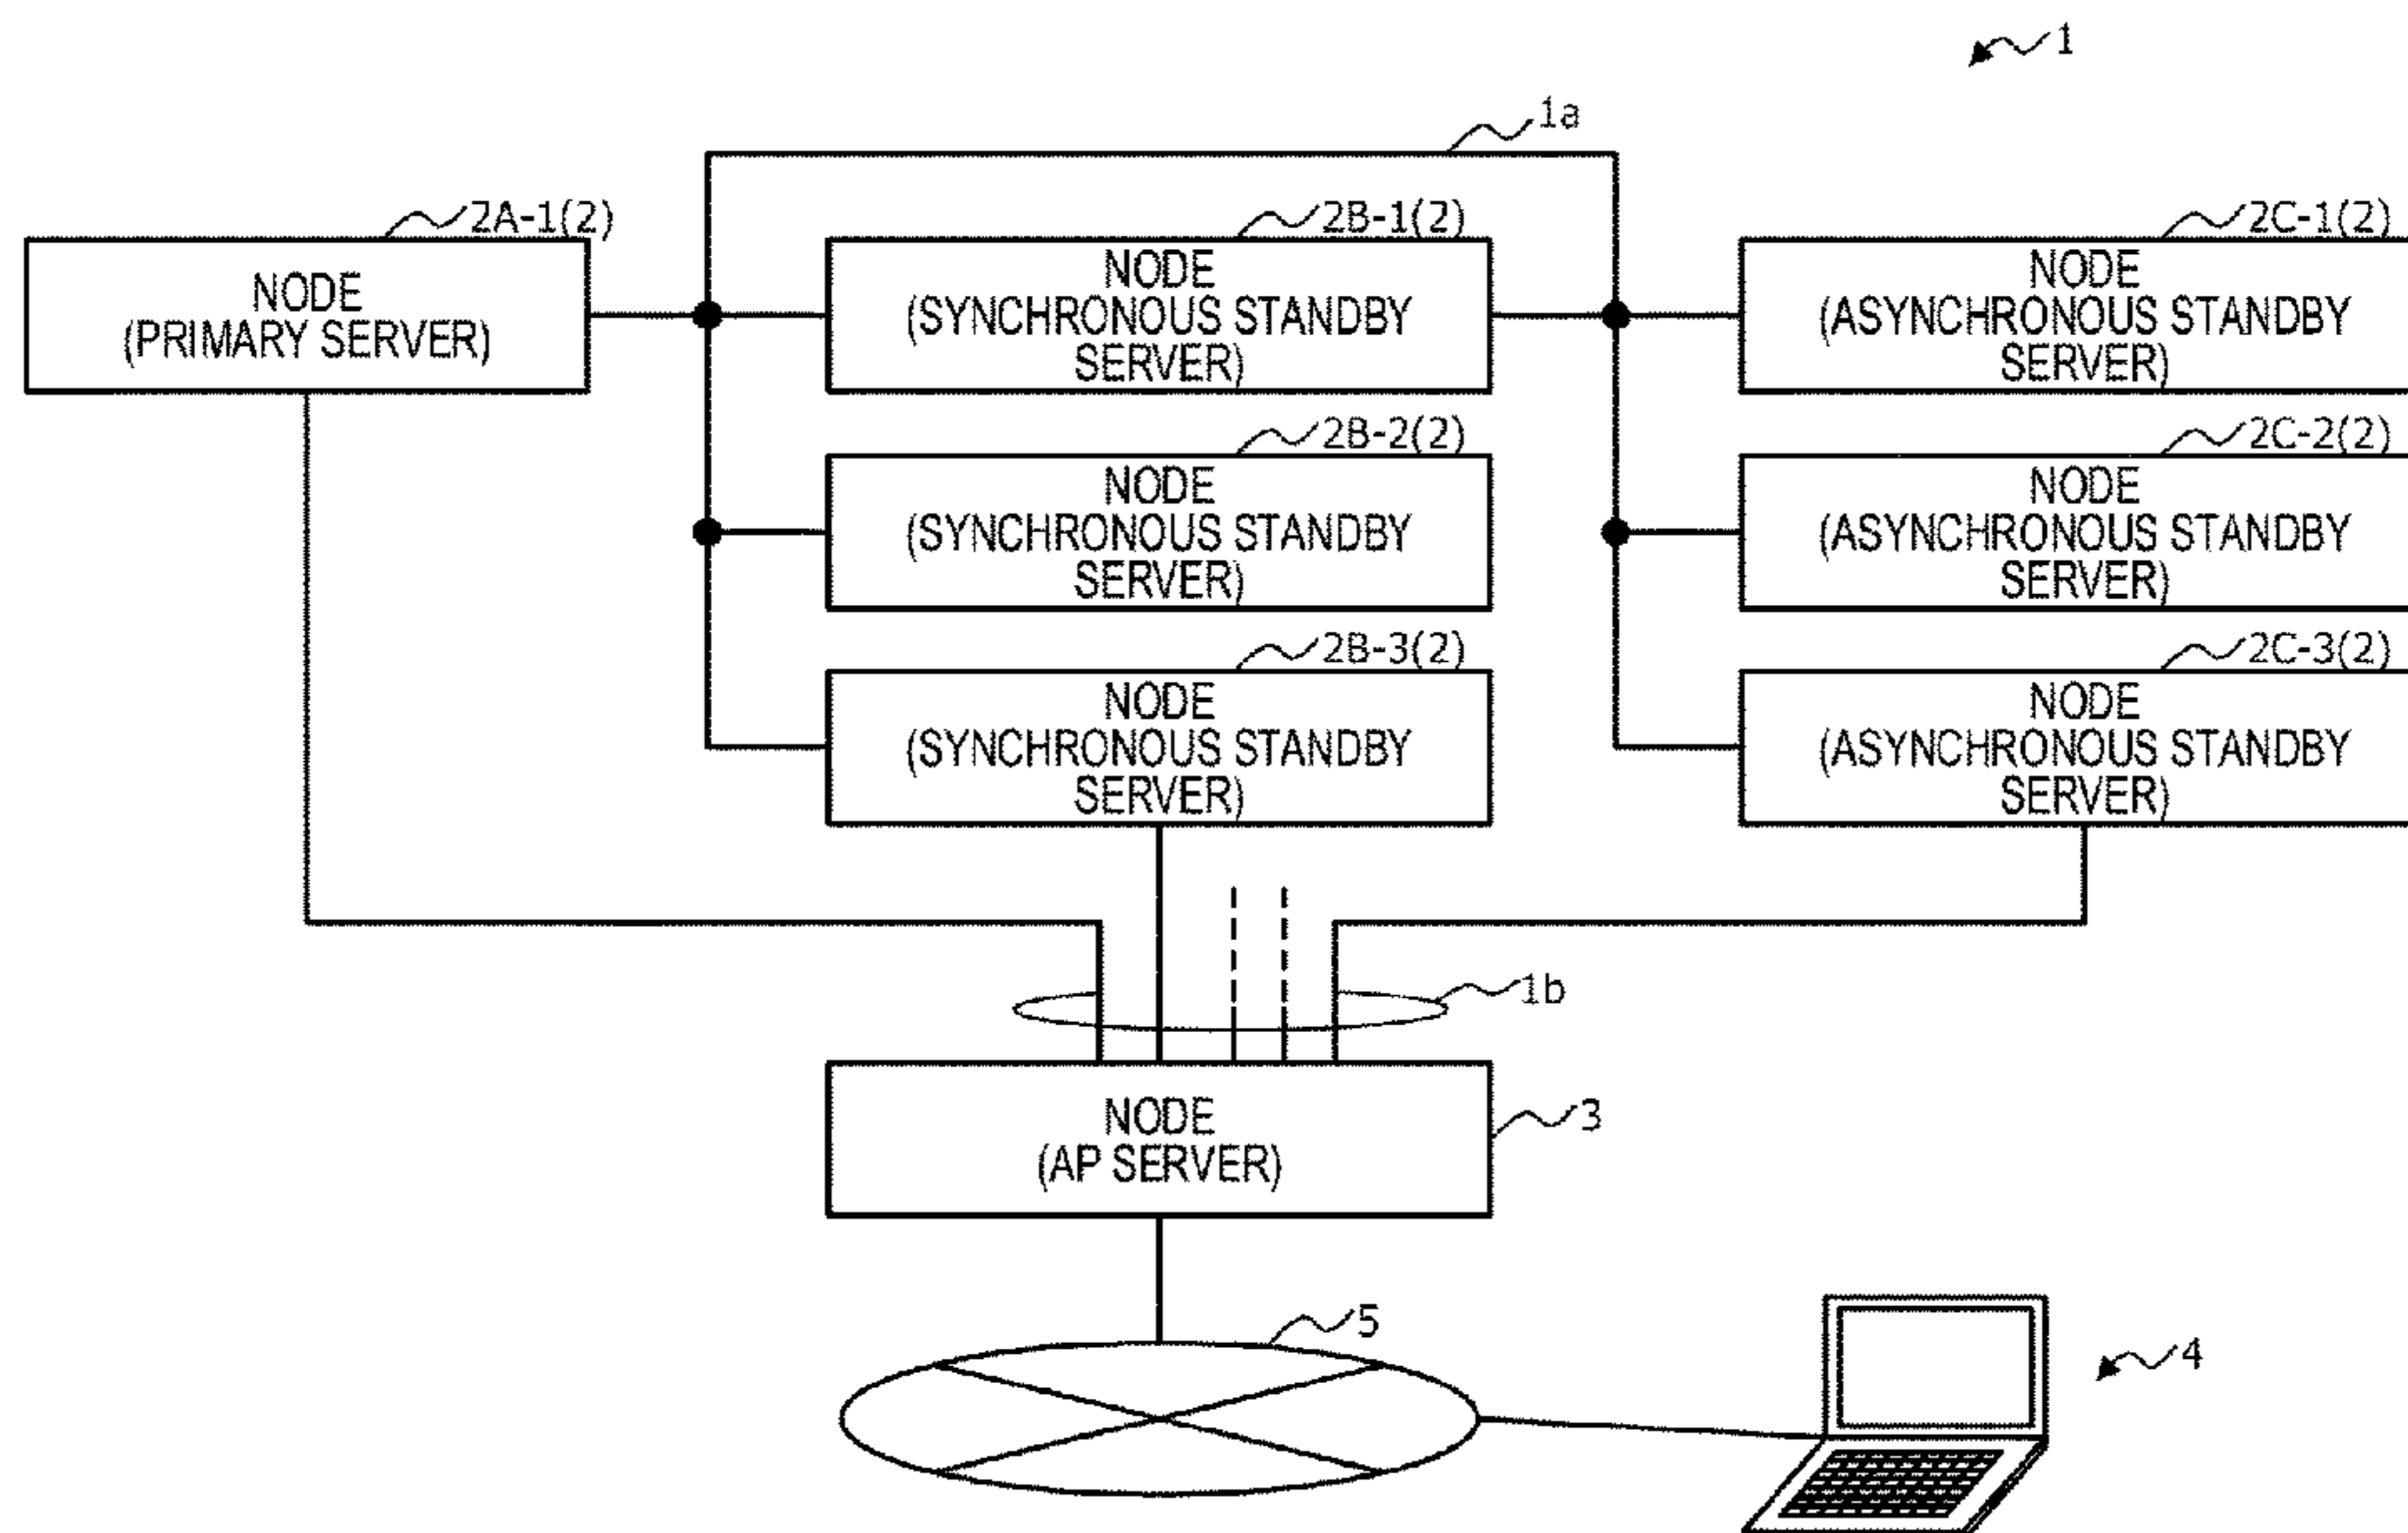 1
1a
2A-1(2)
NODE
(PRIMARY SERVER)
2B-1(2)
NODE
(SYNCHRONOUS STANDBY
SERVER)
2C-1(2)
NODE
(ASYNCHRONOUS STANDBY
SERVER)
2B-2(2)
NODE
(SYNCHRONOUS STANDBY
SERVER)
2C-2(2)
NODE
(ASYNCHRONOUS STANDBY
SERVER)
2B-3(2)
NODE
(SYNCHRONOUS STANDBY
SERVER)
2C-3(2)
NODE
(ASYNCHRONOUS STANDBY
SERVER)
1b
NODE
(AP SERVER)
3
5
4